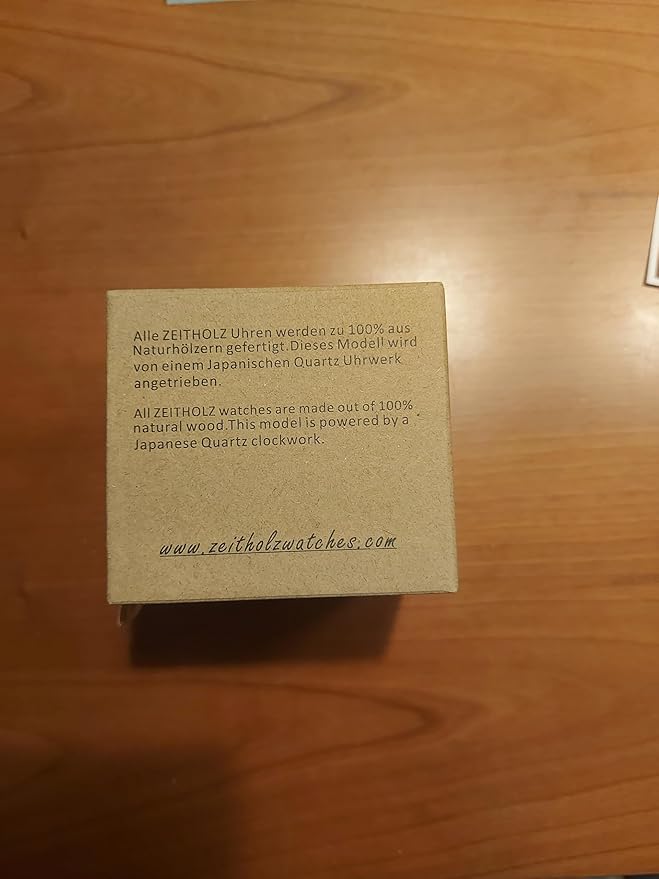 Alle ZEITHOLZ Uhren werden zu 100% aus
Naturhölzern gefertigt.Dieses Modell wird
von einem Japanischen Quartz Uhrwerk
angetrieben.
All ZEITHOLZ watches are made out of 100%
natural wood.This model is powered by a
Japanese Quartz clockwork.
www.zeitholzwatches.com